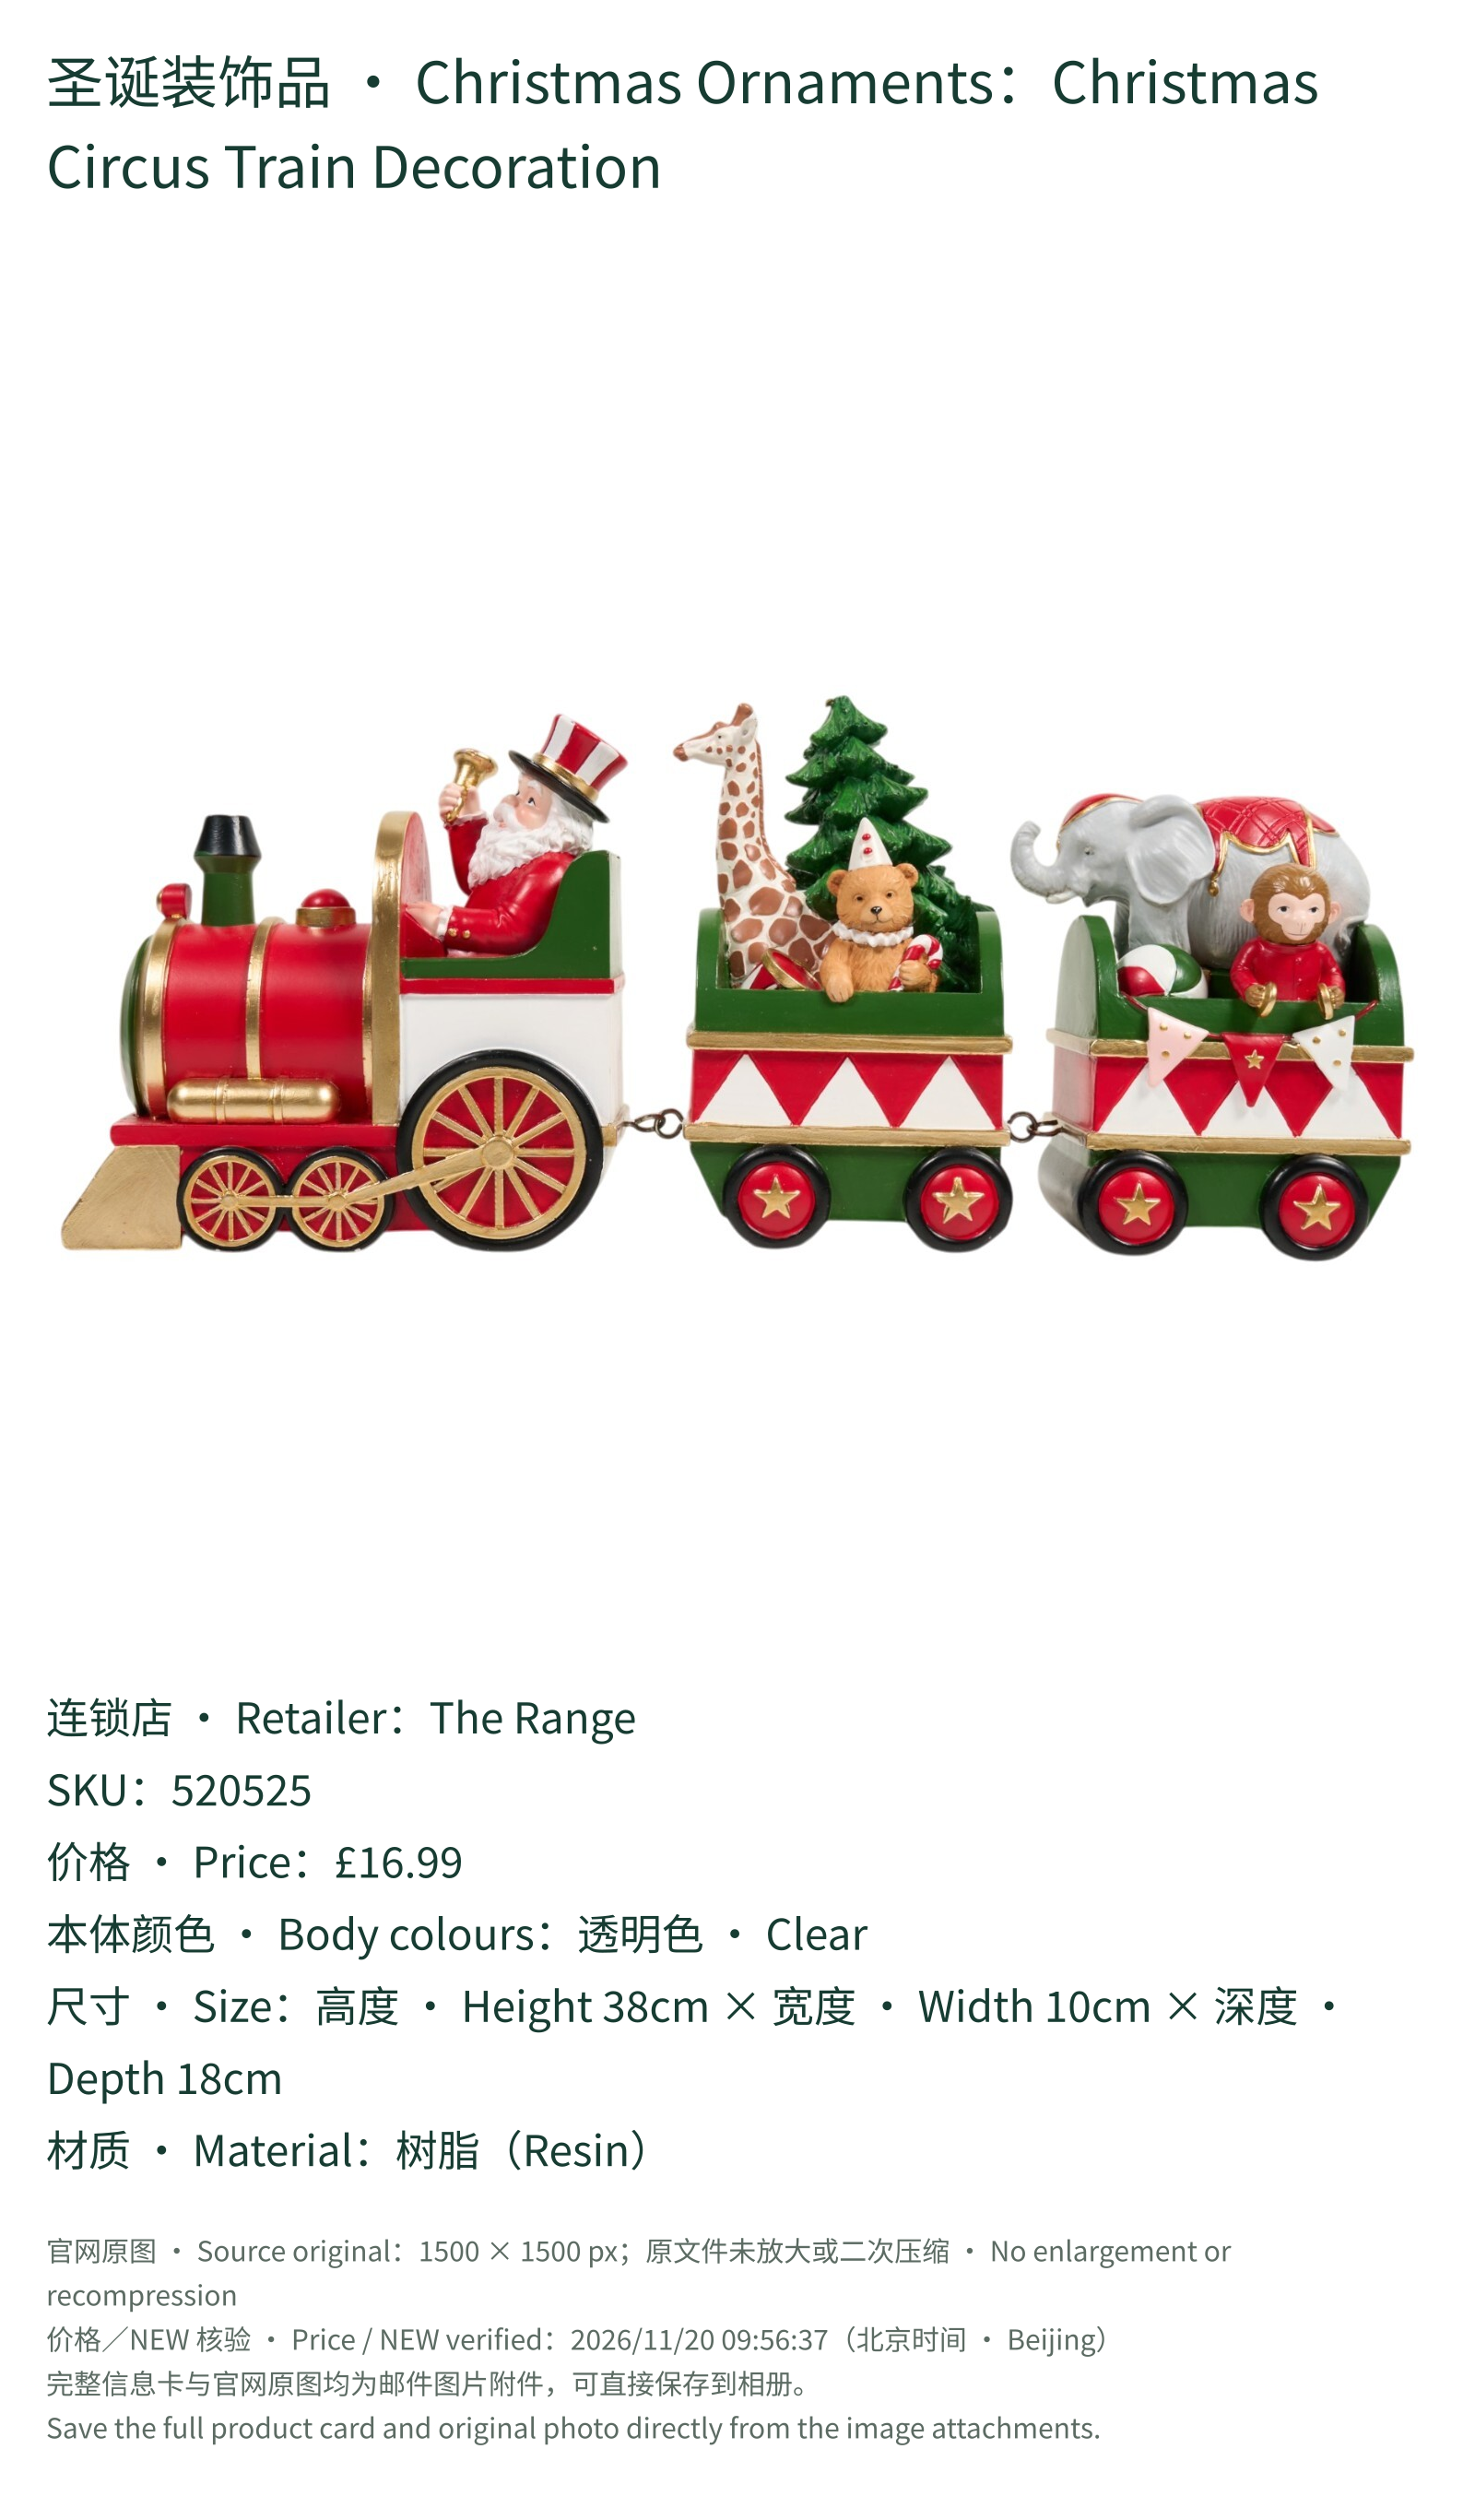 圣诞装饰品 · Christmas Ornaments：Christmas
Circus Train Decoration
连锁店 · Retailer：The Range
SKU：520525
价格 · Price：£16.99
本体颜色 · Body colours：透明色 · Clear
尺寸 · Size：高度 · Height 38cm × 宽度 · Width 10cm × 深度 ·
Depth 18cm
材质 · Material：树脂（Resin）
官网原图 · Source original：1500 × 1500 px；原文件未放大或二次压缩 · No enlargement or
recompression
价格／NEW 核验 · Price / NEW verified：2026/11/20 09:56:37（北京时间 · Beijing）
完整信息卡与官网原图均为邮件图片附件，可直接保存到相册。
Save the full product card and original photo directly from the image attachments.